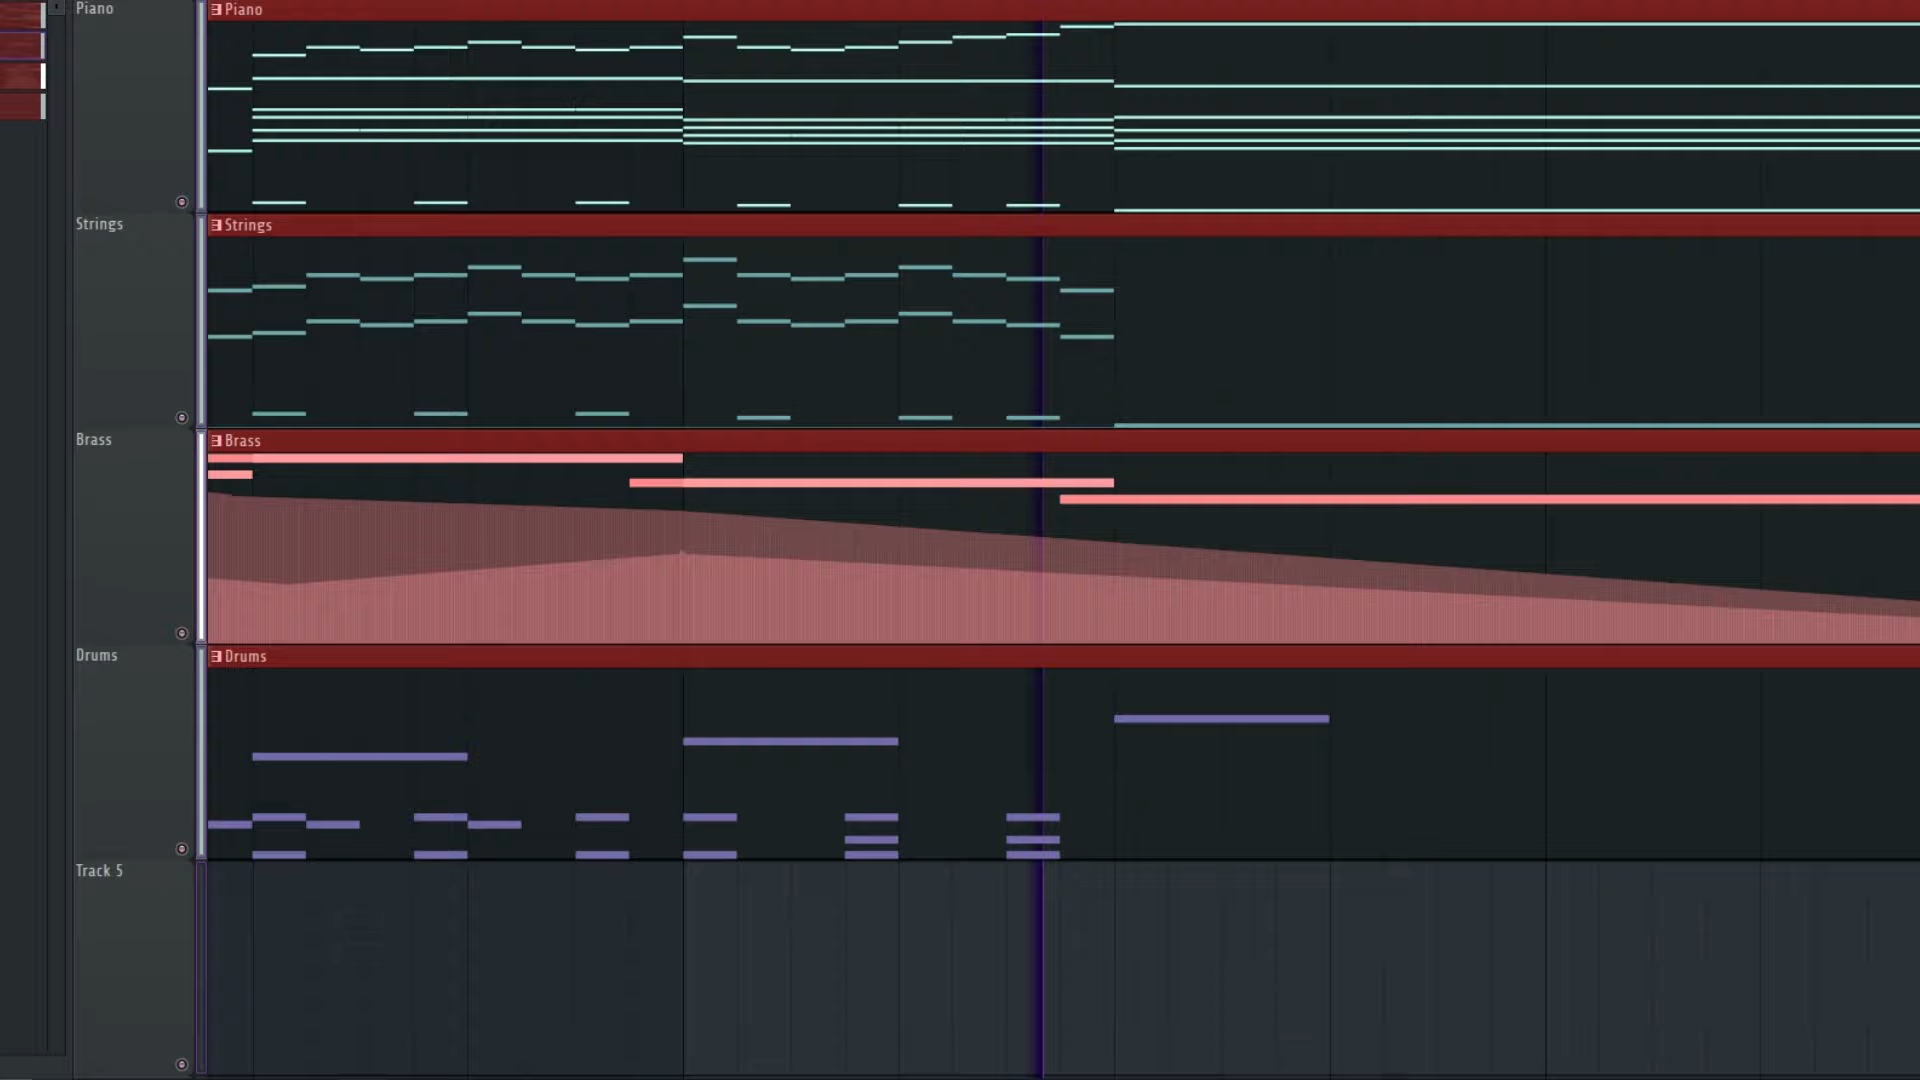 Piano
Piano
Strings
Strings
Brass
Brass
Drums
Drums
Track 5